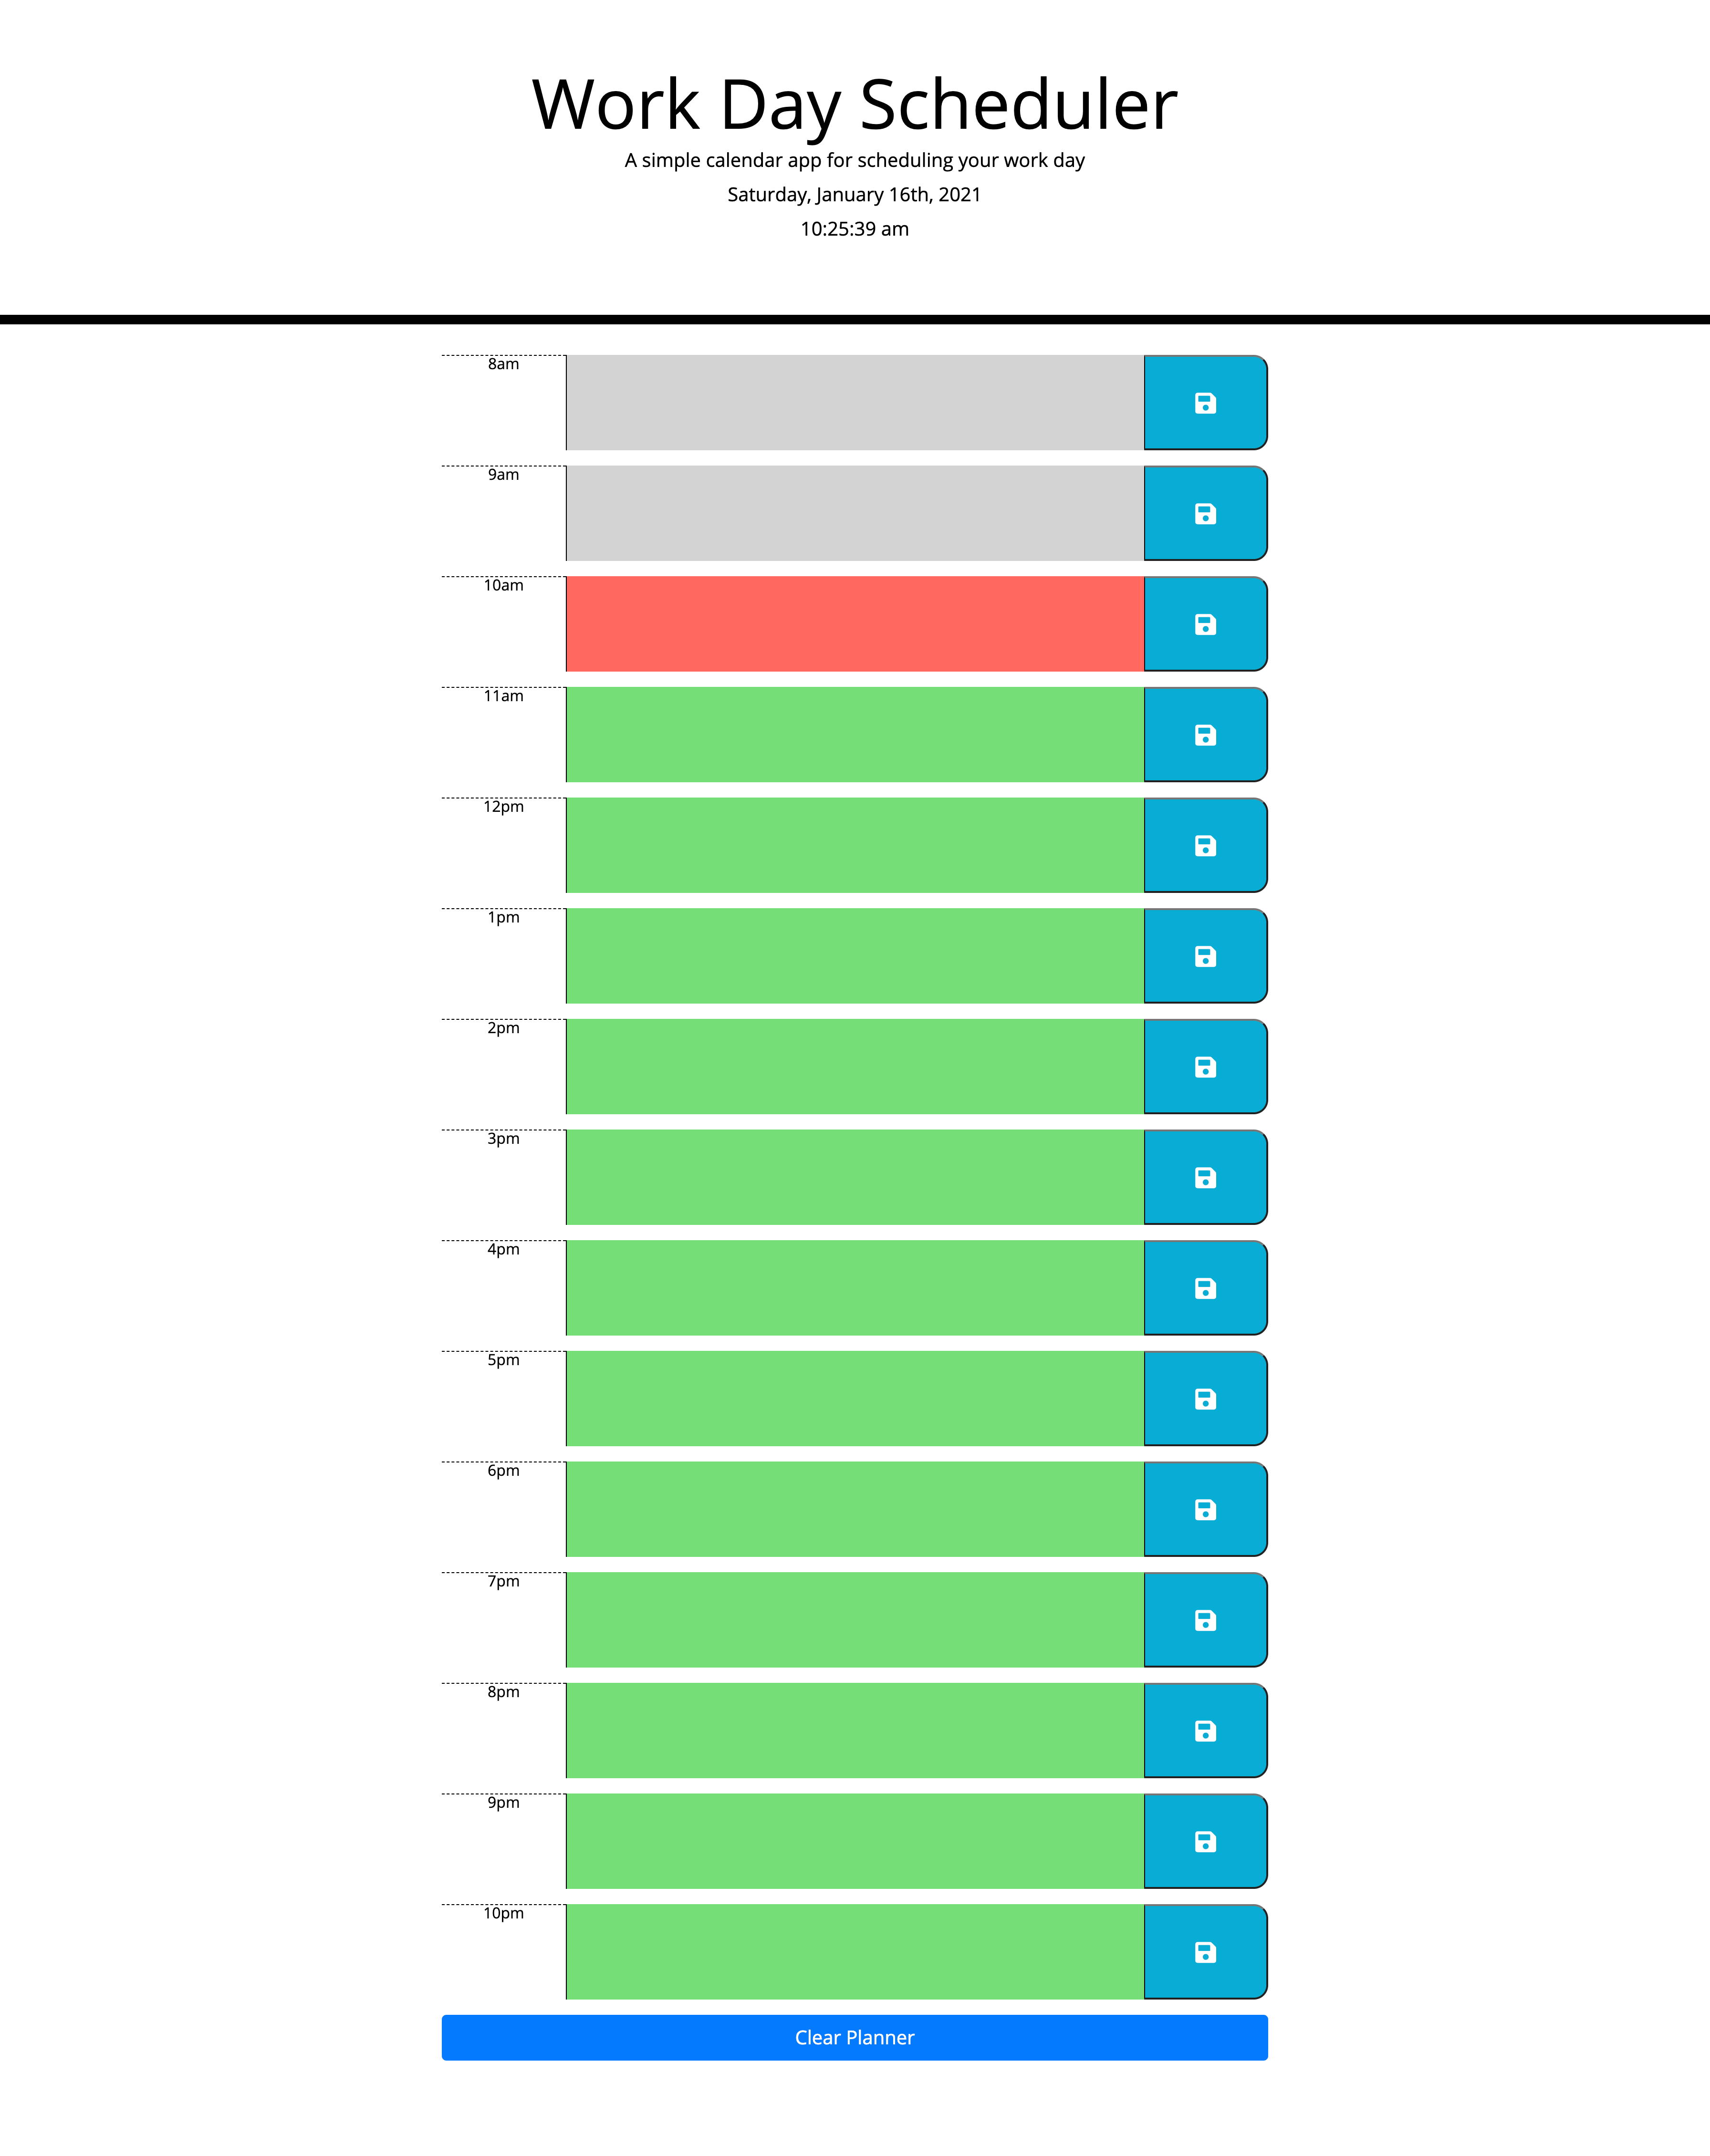 Work Day Scheduler
A simple calendar app for scheduling your work day
Saturday, January 16th, 2021
10:25:39 am
8am
9am
10am
11am
12pm
1pm
2pm
3pm
4pm
5pm
6pm
7pm
8pm
9pm
10pm
Clear Planner